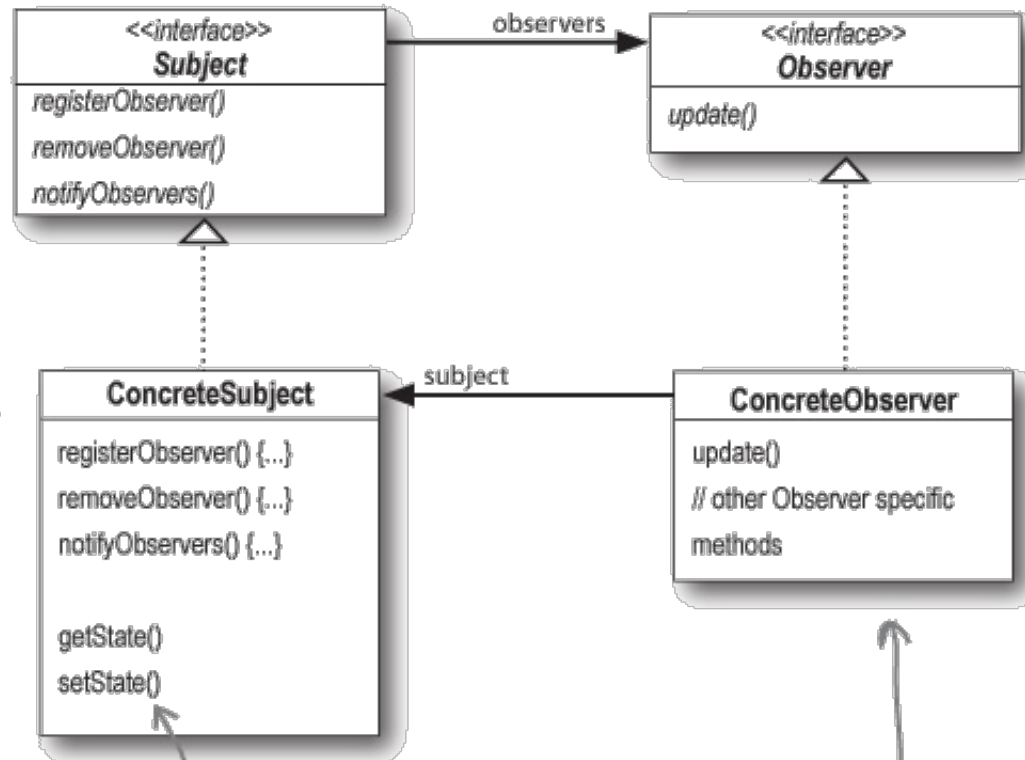 <<interface>>
Subject
registerObserver()
removeObserver()
notifyObservers()
observers
<<interface>>
Observer
update()
ConcreteSubject
registerObserver() {...}
removeObserver() {...}
notifyObservers() {...}
getState()
setState()
subject
ConcreteObserver
update()
// other Observer specific
methods